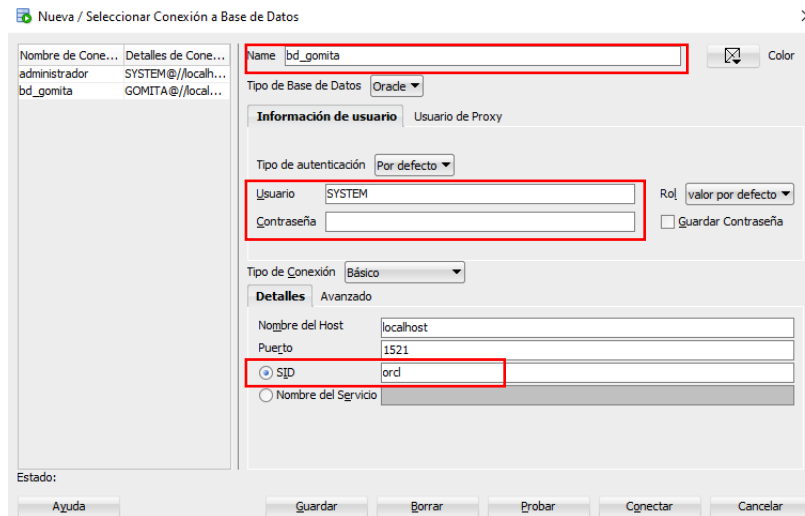 Nueva / Seleccionar Conexión a Base de Datos
Nombre de Cone... Detalles de Cone...
administrador SYSTEM@//localh...
bd_gomita GOMITA@//local...
Name bd_gomita Color
Tipo de Base de Datos Oracle
Información de usuario Usuario de Proxy
Tipo de autenticación Por defecto
Usuario SYSTEM Rol valor por defecto
Contraseña Guardar Contraseña
Tipo de Conexión Básico
Detalles Avanzado
Nombre del Host localhost
Puerto 1521
SID orcl
Nombre del Servicio
Estado:
Ayuda Guardar Borrar Probar Conectar Cancelar